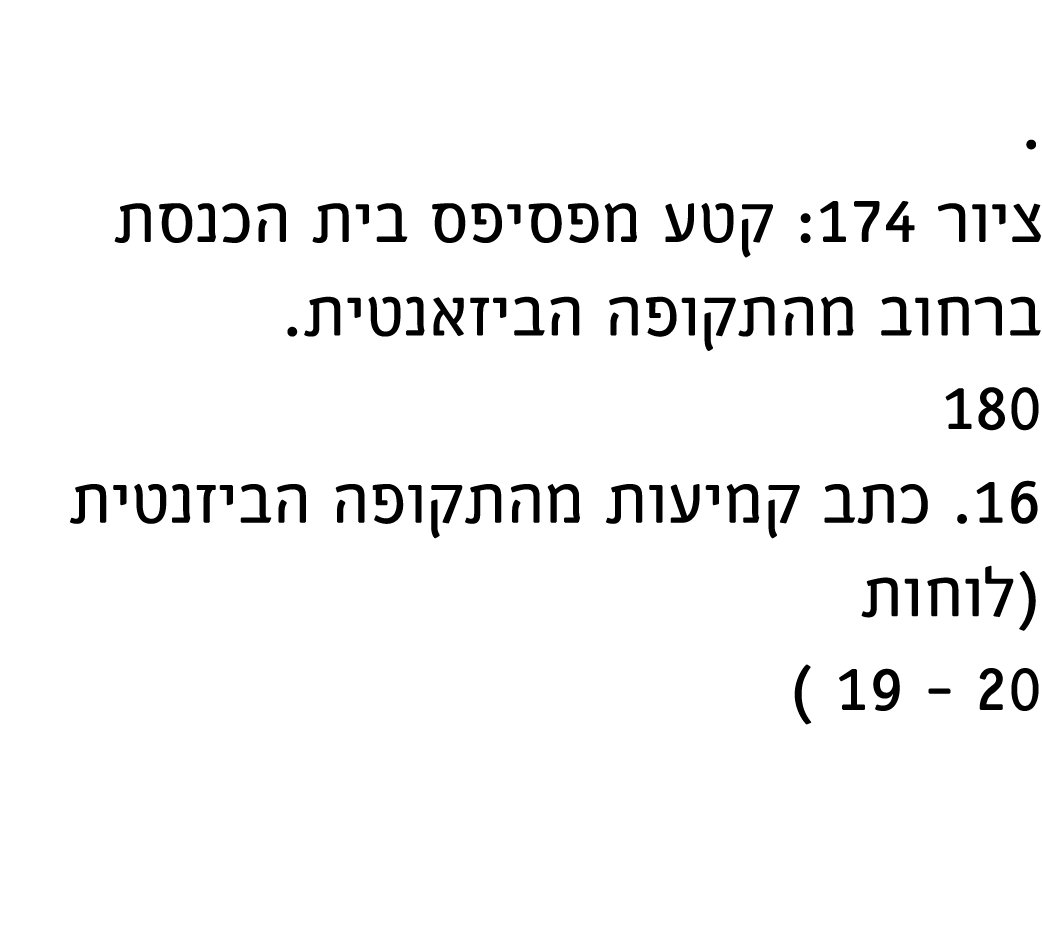 .
ציור 174: קטע מפסיפס בית הכנסת
ברחוב מהתקופה הביזאנטית.
180
16. כתב קמיעות מהתקופה הביזנטית
(לוחות
20 - 19 )